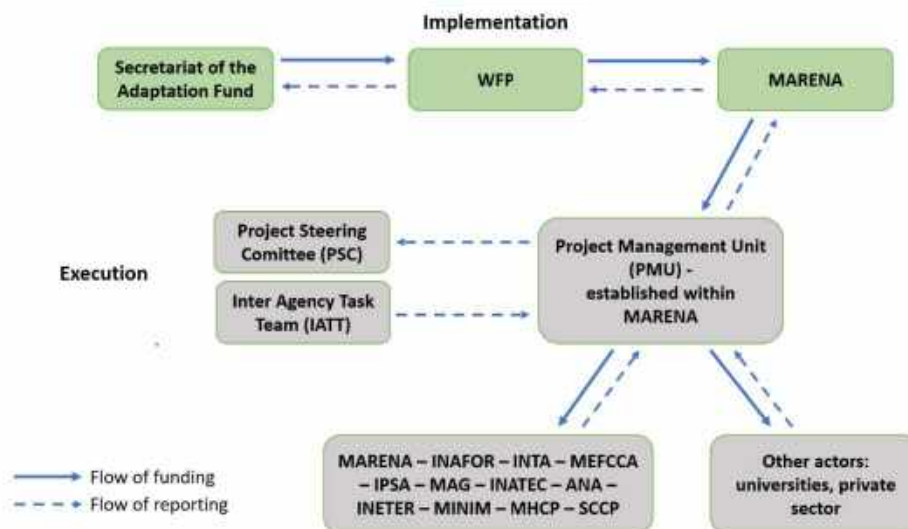 Implementation
Secretariat of the
Adaptation Fund
WFP
MARENA
Project Steering
Comittee (PSC)
Project Management Unit
(PMU) -
established within
MARENA
Execution
Inter Agency Task
Team (IATT)
MARENA – INAFOR – INTA – MEFCCA
– IPSA – MAG – INATEC – ANA –
INETER – MINIM – MHCP – SCCP
Other actors:
universities, private
sector
Flow of funding
Flow of reporting